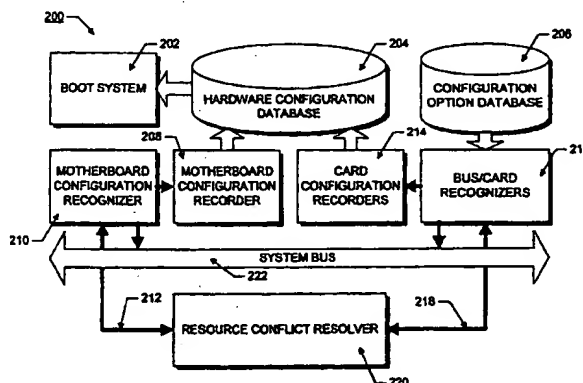 200
202
BOOT SYSTEM
204
HARDWARE CONFIGURATION
DATABASE
206
CONFIGURATION
OPTION DATABASE
208
MOTHERBOARD
CONFIGURATION
RECOGNIZER
MOTHERBOARD
CONFIGURATION
RECORDER
214
CARD
CONFIGURATION
RECORDERS
21
BUS/CARD
RECOGNIZERS
210
SYSTEM BUS
222
212
RESOURCE CONFLICT RESOLVER
218
220